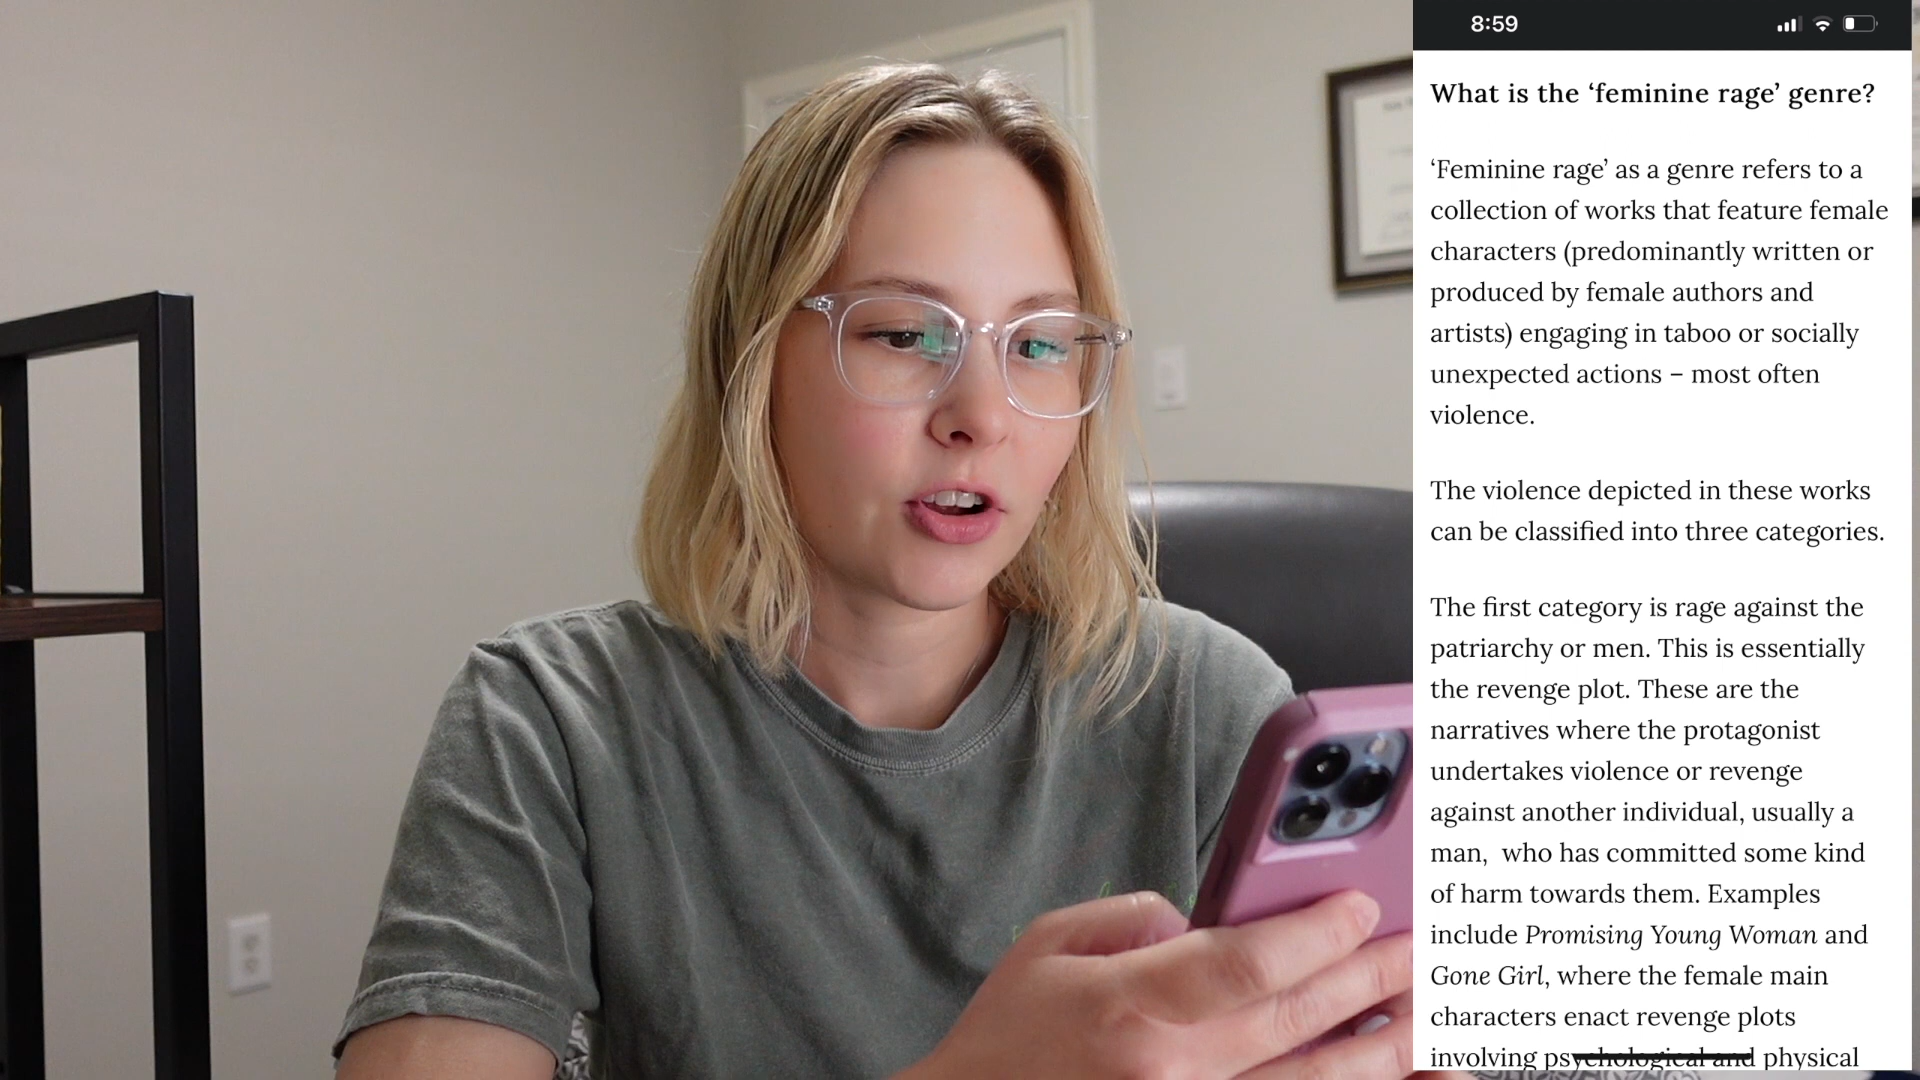 8:59
What is the ‘feminine rage’ genre?
‘Feminine rage’ as a genre refers to a
collection of works that feature female
characters (predominantly written or
produced by female authors and
artists) engaging in taboo or socially
unexpected actions – most often
violence.
The violence depicted in these works
can be classified into three categories.
The first category is rage against the
patriarchy or men. This is essentially
the revenge plot. These are the
narratives where the protagonist
undertakes violence or revenge
against another individual, usually a
man,  who has committed some kind
of harm towards them. Examples
include Promising Young Woman and
Gone Girl, where the female main
characters enact revenge plots
involving psychological and physical